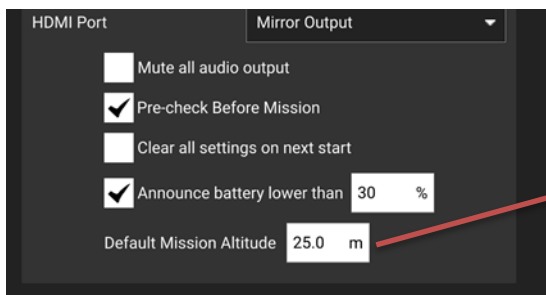 HDMI Port Mirror Output
Mute all audio output
Pre-check Before Mission
Clear all settings on next start
Announce battery lower than 30 %
Default Mission Altitude 25.0 m